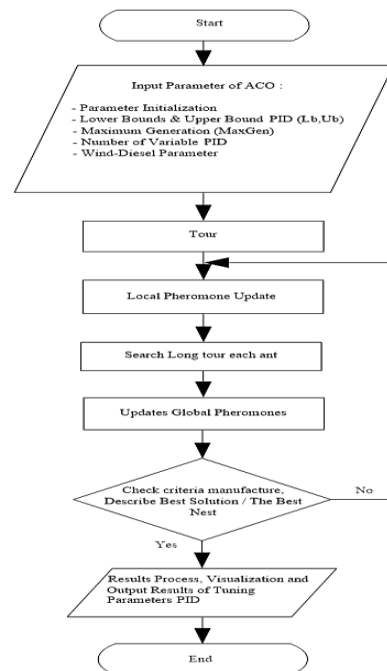 Start
Input Parameter of ACO :
- Parameter Initialization
- Lower Bounds & Upper Bound PID (Lb,Ub)
- Maximum Generation (MaxGen)
- Number of Variable PID
- Wind-Diesel Parameter
Tour
Local Pheromone Update
Search Long tour each ant
Updates Global Pheromones
Check criteria manufacture,
Describe Best Solution / The Best
Nest
No
Yes
Results Process, Visualization and
Output Results of Tuning
Parameters PID
End